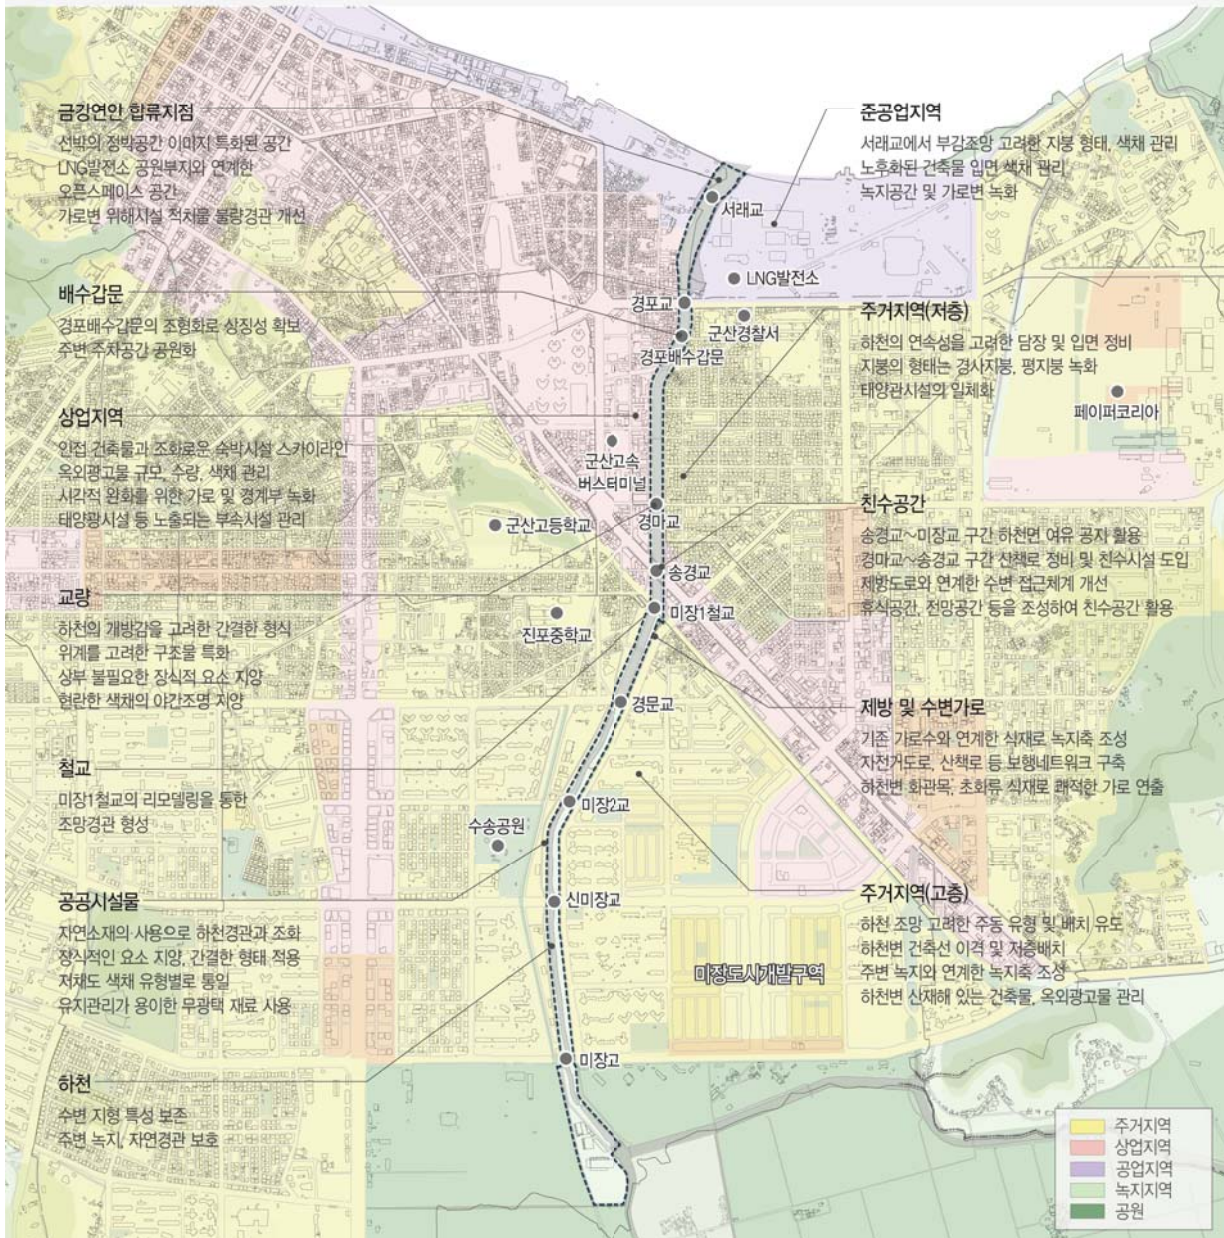 금강연안 합류지점
선박의 정박공간 이미지 특화된 공간
LNG발전소 공원부지와 연계한
오픈스페이스 공간
가로변 위해시설 적치물 불량경관 개선
배수갑문
경포배수갑문의 조형화로 상징성 확보
주변 주차공간 공원화
상업지역
인접 건축물과 조화로운 숙박시설 스카이라인
옥외광고물 규모, 수량, 색채 관리
시각적 완화를 위한 가로 및 경계부 녹화
태양광시설 등 노출되는 부속시설 관리
교량
하천의 개방감을 고려한 간결한 형식
위계를 고려한 구조물 특화
상부 불필요한 장식적 요소 지양
현란한 색채의 야간조명 지양
철교
미장1철교의 리모델링을 통한
조망경관 형성
공공시설물
자연소재의 사용으로 하천경관과 조화
장식적인 요소 지양, 간결한 형태 적용
저채도 색채 유형별로 통일
유지관리가 용이한 무광택 재료 사용
하천
수변 지형 특성 보존
주변 녹지, 자연경관 보호
서래교
LNG발전소
경포교
군산경찰서
경포배수갑문
군산고속
버스터미널
경마교
군산고등학교
송경교
미장1철교
진포중학교
경문교
미장2교
수송공원
신미장교
미장도시개발구역
미장교
페이퍼코리아
준공업지역
서래교에서 부감조망 고려한 지붕 형태, 색채 관리
노후화된 건축물 입면 색채 관리
녹지공간 및 가로변 녹화
주거지역(저층)
하천의 연속성을 고려한 담장 및 입면 정비
지붕의 형태는 경사지붕, 평지붕 녹화
태양관시설의 일체화
친수공간
송경교~미장교 구간 하천면 여유 공지 활용
경마교~송경교 구간 산책로 정비 및 친수시설 도입
제방도로와 연계한 수변 접근체계 개선
휴식공간, 전망공간 등을 조성하여 친수공간 활용
제방 및 수변가로
기존 가로수와 연계한 식재로 녹지축 조성
자전거도로, 산책로 등 보행네트워크 구축
하천변 화관목, 초화류 식재로 쾌적한 가로 연출
주거지역(고층)
하천 조망 고려한 주동 유형 및 배치 유도
하천변 건축선 이격 및 저층배치
주변 녹지와 연계한 녹지축 조성
하천변 산재해 있는 건축물, 옥외광고물 관리
주거지역
상업지역
공업지역
녹지지역
공원